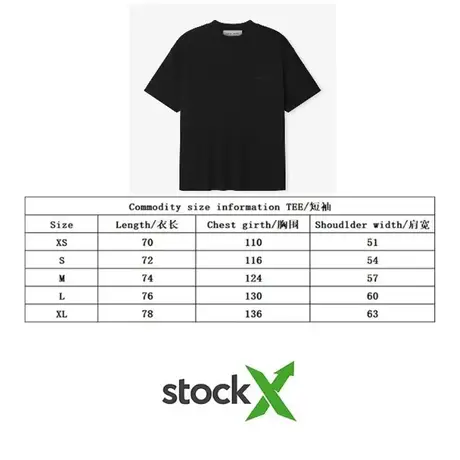 Commodity size information TEE/短袖
Size Length/衣长 Chest girth/胸围 Shoudlder width/肩宽
XS 70 110 51
S 72 116 54
M 74 124 57
L 76 130 60
XL 78 136 63
stockX